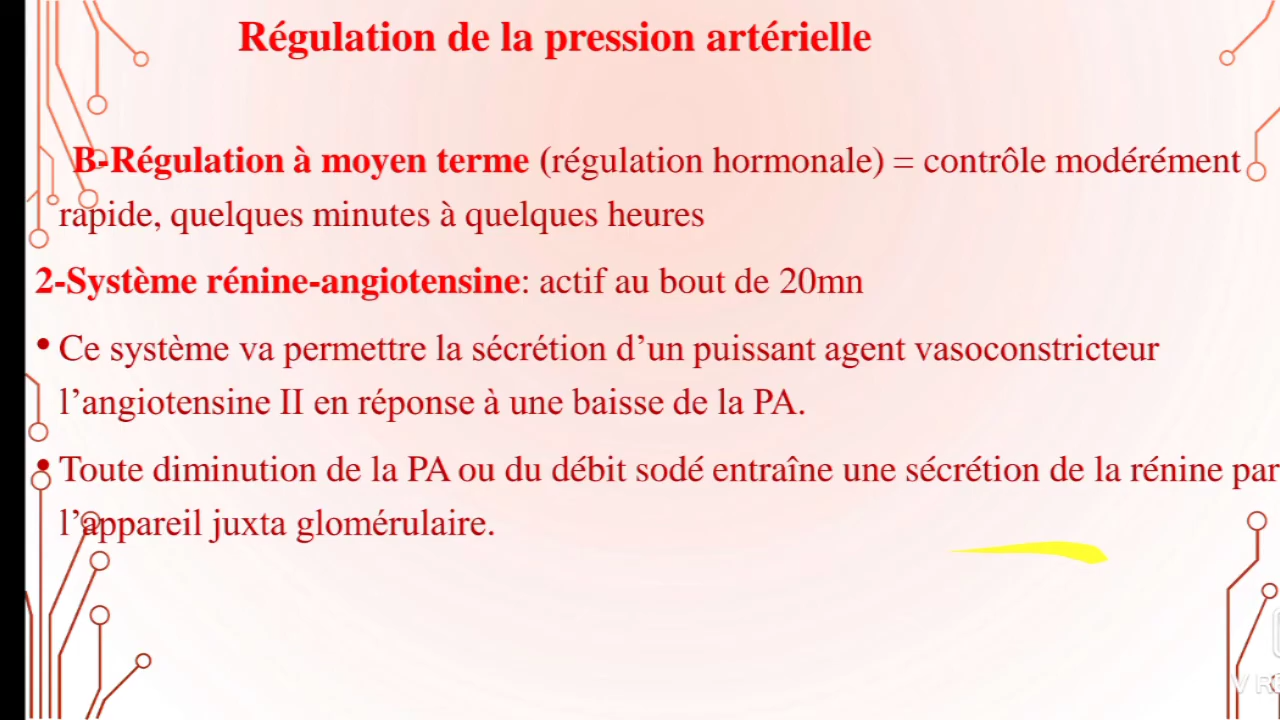 Régulation de la pression artérielle
B-Régulation à moyen terme (régulation hormonale) = contrôle modérément
rapide, quelques minutes à quelques heures
2-Système rénine-angiotensine: actif au bout de 20mn
• Ce système va permettre la sécrétion d’un puissant agent vasoconstricteur
l’angiotensine II en réponse à une baisse de la PA.
• Toute diminution de la PA ou du débit sodé entraîne une sécrétion de la rénine par
l’appareil juxta glomérulaire.